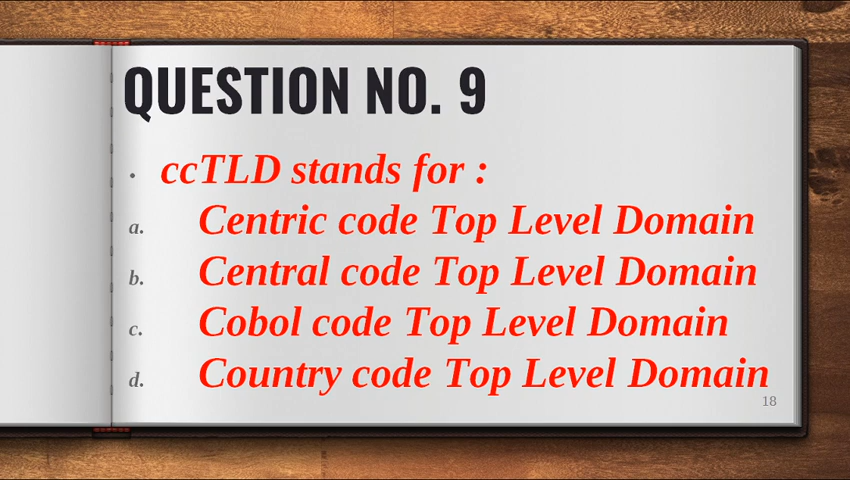 QUESTION NO. 9
• ccTLD stands for :
a. Centric code Top Level Domain
b. Central code Top Level Domain
c. Cobol code Top Level Domain
d. Country code Top Level Domain
18